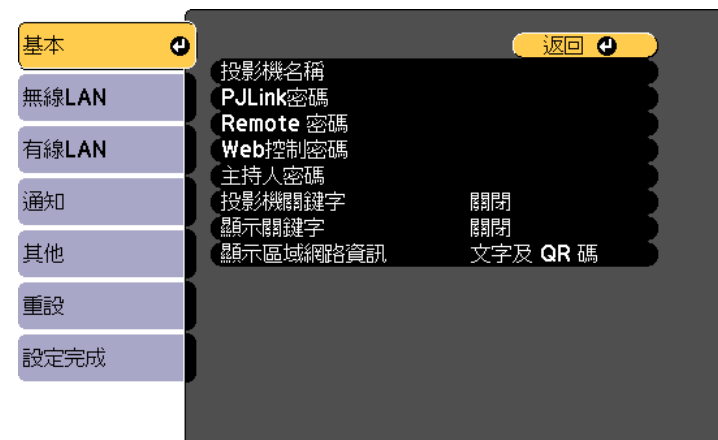 基本
無線LAN
有線LAN
通知
其他
重設
設定完成
返回
投影機名稱
PJLink密碼
Remote 密碼
Web控制密碼
主持人密碼
投影機關鍵字 關閉
顯示關鍵字 關閉
顯示區域網路資訊 文字及 QR 碼